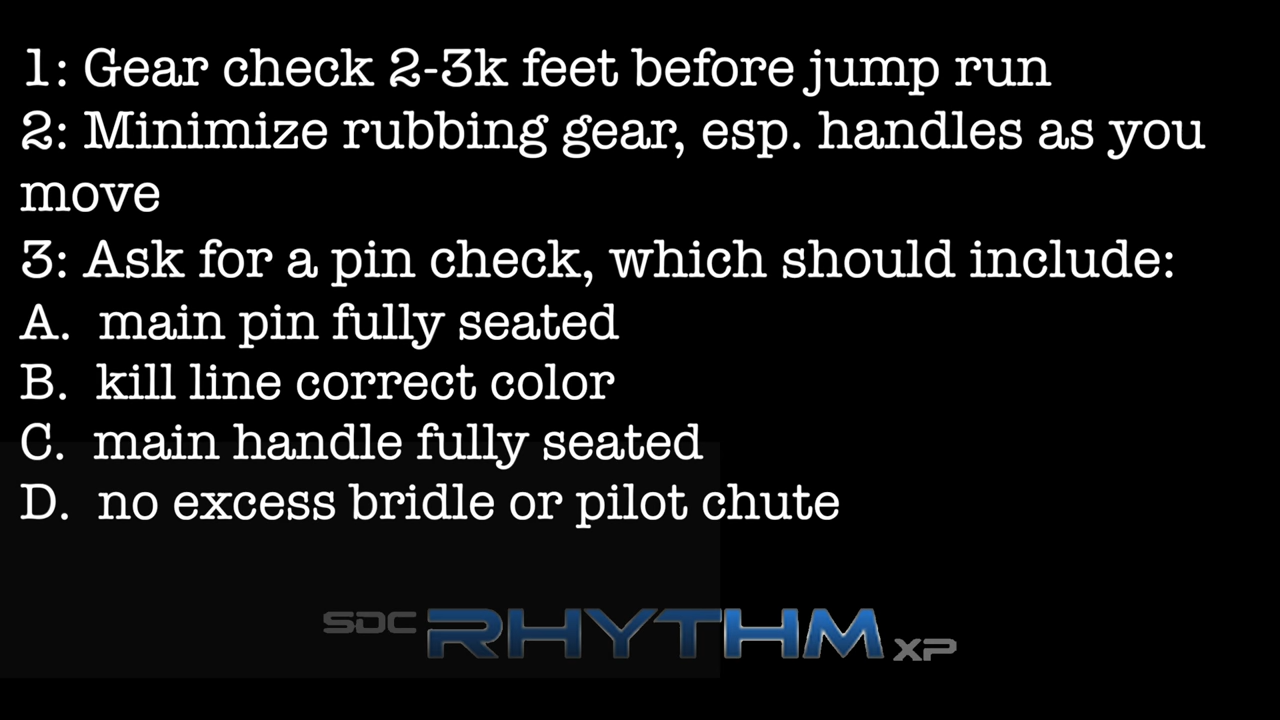 1: Gear check 2-3k feet before jump run
2: Minimize rubbing gear, esp. handles as you
move
3: Ask for a pin check, which should include:
A. main pin fully seated
B. kill line correct color
C. main handle fully seated
D. no excess bridle or pilot chute
SDC RHYTHM XP